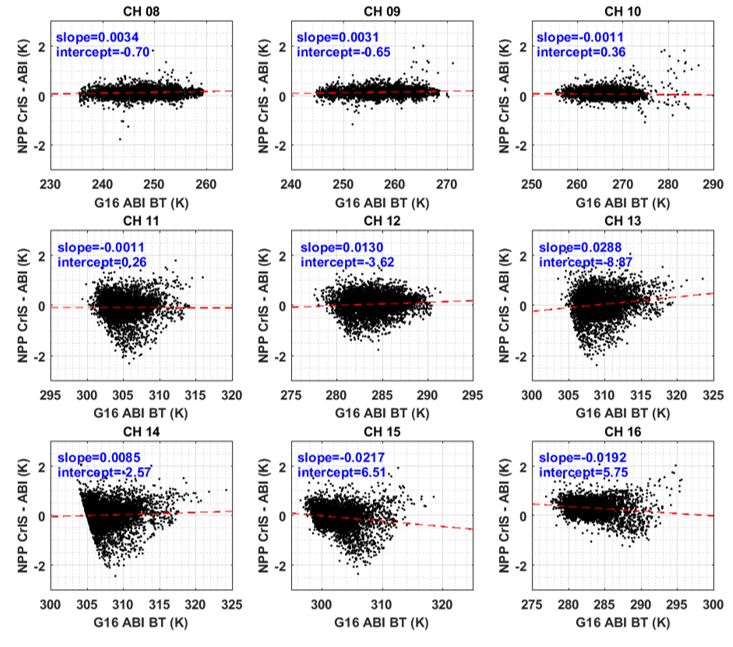 CH 08
slope=0.0034
intercept=-0.70
NPP CrIS - ABI (K)
2
0
-2
230 240 250 260
G16 ABI BT (K)
CH 09
slope=0.0031
intercept=-0.65
NPP CrIS - ABI (K)
2
0
-2
240 250 260 270
G16 ABI BT (K)
CH 10
slope=-0.0011
intercept=0.36
NPP CrIS - ABI (K)
2
0
-2
250 260 270 280 290
G16 ABI BT (K)
CH 11
slope=-0.0011
intercept=0.26
NPP CrIS - ABI (K)
2
0
-2
295 300 305 310 315 320
G16 ABI BT (K)
CH 12
slope=0.0130
intercept=-3.62
NPP CrIS - ABI (K)
2
0
-2
275 280 285 290 295
G16 ABI BT (K)
CH 13
slope=0.0288
intercept=-8.87
NPP CrIS - ABI (K)
2
0
-2
300 305 310 315 320 325
G16 ABI BT (K)
CH 14
slope=0.0085
intercept=-2.57
NPP CrIS - ABI (K)
2
0
-2
300 305 310 315 320 325
G16 ABI BT (K)
CH 15
slope=-0.0217
intercept=6.51
NPP CrIS - ABI (K)
2
0
-2
300 310 320
G16 ABI BT (K)
CH 16
slope=-0.0192
intercept=5.75
NPP CrIS - ABI (K)
2
0
-2
275 280 285 290 295 300
G16 ABI BT (K)